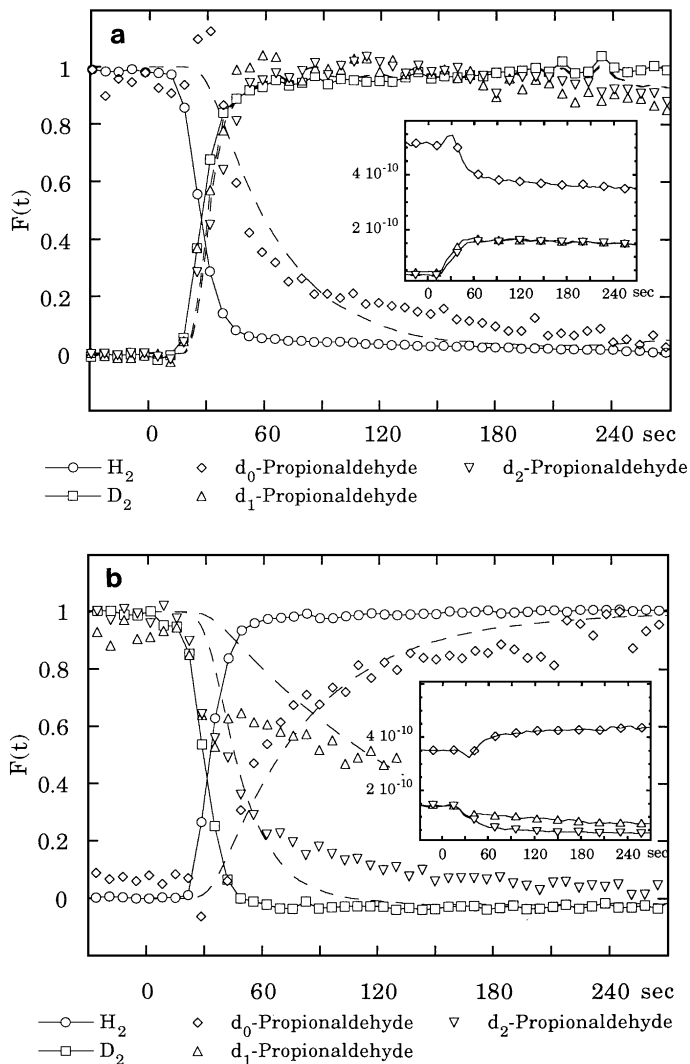 a
F(t)
1
0.8
0.6
0.4
0.2
0
0 60 120 180 240 sec
4·10⁻¹⁰
2·10⁻¹⁰
0 60 120 180 240 sec
H₂ d₀-Propionaldehyde d₂-Propionaldehyde
D₂ d₁-Propionaldehyde
b
F(t)
1
0.8
0.6
0.4
0.2
0
0 60 120 180 240 sec
4·10⁻¹⁰
2·10⁻¹⁰
0 60 120 180 240 sec
H₂ d₀-Propionaldehyde d₂-Propionaldehyde
D₂ d₁-Propionaldehyde